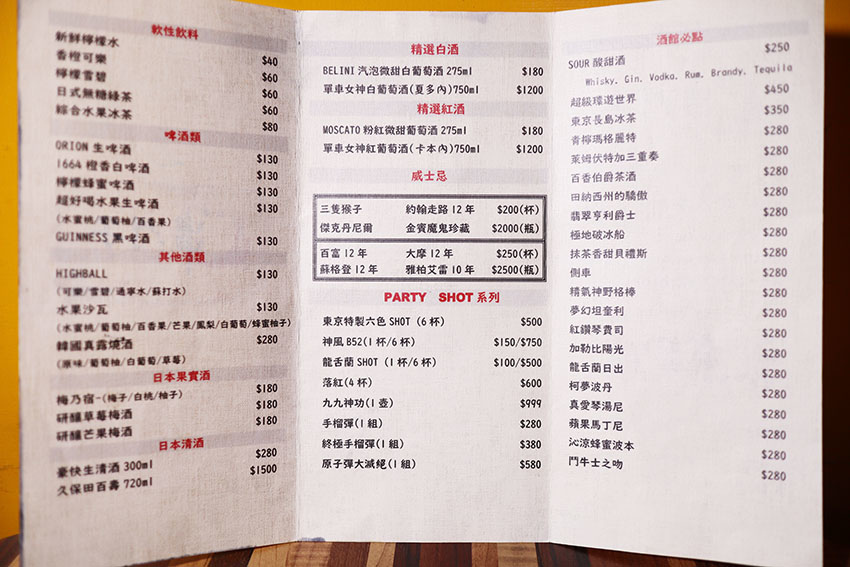 軟性飲料
新鮮檸檬水 $40
香橙可樂 $60
檸檬雪碧 $60
日式無糖綠茶 $60
綜合水果冰茶 $80
啤酒類
ORION 生啤酒 $130
1664 橙香白啤酒 $130
檸檬蜂蜜啤酒 $130
超好喝水果生啤酒 $130
(水蜜桃/葡萄柚/百香果)
GUINNESS 黑啤酒 $130
其他酒類
HIGHBALL $130
(可樂/雪碧/通寧水/蘇打水)
水果沙瓦 $130
(水蜜桃/葡萄柚/百香果/芒果/鳳梨/白葡萄/蜂蜜柚子)
韓國真露燒酒 $280
(原味/葡萄柚/白葡萄/草莓)
日本果實酒
梅乃宿-(梅子/白桃/柚子) $180
研釀草莓梅酒 $180
研釀芒果梅酒 $180
日本清酒
豪快生清酒 300ml $280
久保田百壽 720ml $1500
精選白酒
BELINI 汽泡微甜白葡萄酒 275ml $180
單車女神白葡萄酒(夏多內)750ml $1200
精選紅酒
MOSCATO 粉紅微甜葡萄酒 275ml $180
單車女神紅葡萄酒(卡本內)750ml $1200
威士忌
三隻猴子 約翰走路 12 年 $200(杯)
傑克丹尼爾 金賓魔鬼珍藏 $2000(瓶)
百富 12 年 大摩 12 年 $250(杯)
蘇格登 12 年 雅柏艾雷 10 年 $2500(瓶)
PARTY SHOT 系列
東京特製六色 SHOT (6 杯) $500
神風 B52(1 杯/6 杯) $150/$750
龍舌蘭 SHOT (1 杯/6 杯) $100/$500
落紅(4 杯) $600
九九神功(1 壺) $999
手榴彈(1 組) $280
終極手榴彈(1 組) $380
原子彈大滅絕(1 組) $580
酒館必點
SOUR 酸甜酒 $250
Whisky, Gin, Vodka, Rum, Brandy, Tequila
超級環遊世界 $450
東京長島冰茶 $350
青檸瑪格麗特 $280
萊姆伏特加三重奏 $280
百香伯爵茶酒 $280
田納西州的驕傲 $280
翡翠亨利爵士 $280
極地破冰船 $280
抹茶香甜貝禮斯 $280
側車 $280
精氣神野格棒 $280
夢幻坦奎利 $280
紅鑽琴費司 $280
加勒比陽光 $280
龍舌蘭日出 $280
柯夢波丹 $280
真愛琴湯尼 $280
蘋果馬丁尼 $280
沁涼蜂蜜波本 $280
鬥牛士之吻 $280